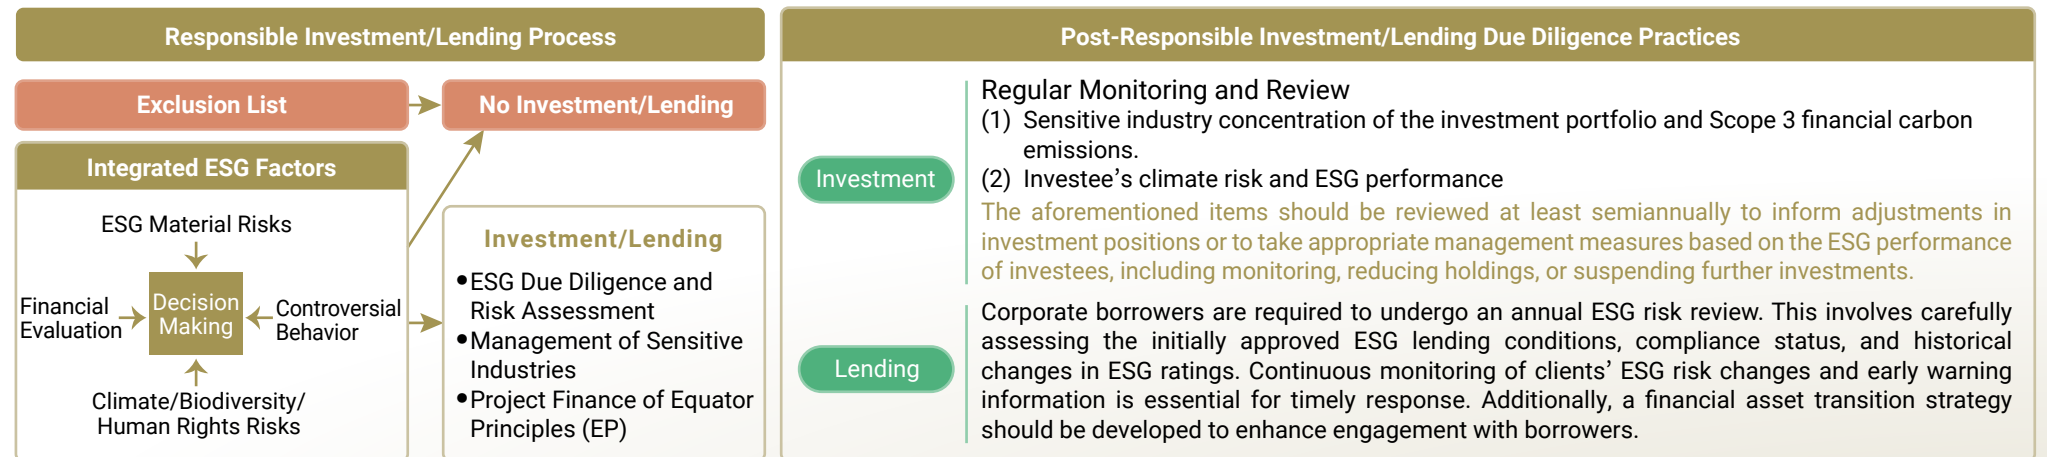 Responsible Investment/Lending Process
Exclusion List
No Investment/Lending
Integrated ESG Factors
ESG Material Risks
Financial
Evaluation
Decision
Making
Controversial
Behavior
Climate/Biodiversity/
Human Rights Risks
Investment/Lending
●ESG Due Diligence and
Risk Assessment
●Management of Sensitive
Industries
●Project Finance of Equator
Principles (EP)
Post-Responsible Investment/Lending Due Diligence Practices
Investment
Regular Monitoring and Review
(1) Sensitive industry concentration of the investment portfolio and Scope 3 financial carbon
emissions.
(2) Investee’s climate risk and ESG performance
The aforementioned items should be reviewed at least semiannually to inform adjustments in
investment positions or to take appropriate management measures based on the ESG performance
of investees, including monitoring, reducing holdings, or suspending further investments.
Lending
Corporate borrowers are required to undergo an annual ESG risk review. This involves carefully
assessing the initially approved ESG lending conditions, compliance status, and historical
changes in ESG ratings. Continuous monitoring of clients’ ESG risk changes and early warning
information is essential for timely response. Additionally, a financial asset transition strategy
should be developed to enhance engagement with borrowers.